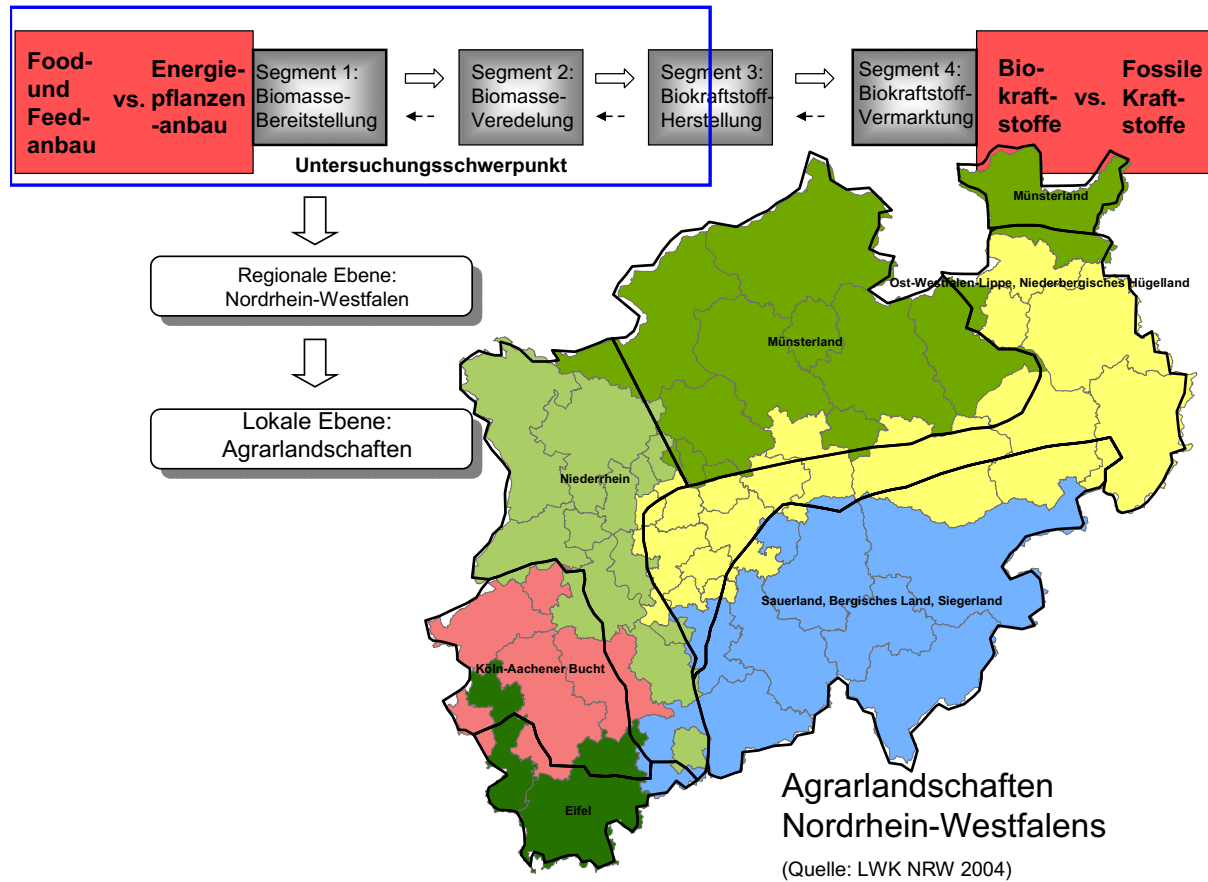 Food-
und
Feed-
anbau
vs.
Energie-
pflanzen
-anbau
Segment 1:
Biomasse-
Bereitstellung
Segment 2:
Biomasse-
Veredelung
Segment 3:
Biokraftstoff-
Herstellung
Segment 4:
Biokraftstoff-
Vermarktung
Bio-
kraft-
stoffe
vs.
Fossile
Kraft-
stoffe
Untersuchungsschwerpunkt
Regionale Ebene:
Nordrhein-Westfalen
Lokale Ebene:
Agrarlandschaften
Münsterland
Ost-Westfalen-Lippe, Niederbergisches Hügelland
Münsterland
Niederrhein
Sauerland, Bergisches Land, Siegerland
Köln-Aachener Bucht
Eifel
Agrarlandschaften
Nordrhein-Westfalens
(Quelle: LWK NRW 2004)